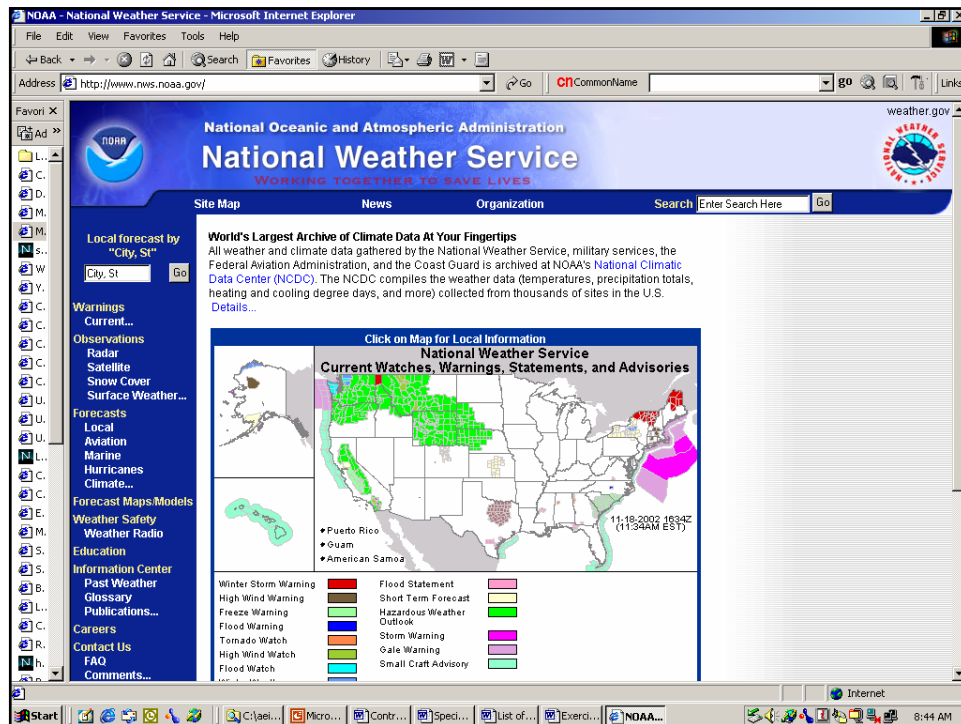 NOAA - National Weather Service - Microsoft Internet Explorer
File Edit View Favorites Tools Help
Back Search Favorites History
Address http://www.nws.noaa.gov/ Go CommonName go Links
Favori
Ad
weather.gov
NOAA
National Oceanic and Atmospheric Administration
National Weather Service
WORKING TOGETHER TO SAVE LIVES
NATIONAL WEATHER SERVICE
Site Map News Organization Search Enter Search Here Go
L..
C.
D.
M.
M.
s..
W
Y.
C.
C.
C.
C.
C.
U.
U.
U.
L..
C.
C.
E.
M.
S.
S.
B.
L..
C.
R.
h.
Local forecast by
"City, St"
City, St Go
Warnings
Current...
Observations
Radar
Satellite
Snow Cover
Surface Weather...
Forecasts
Local
Aviation
Marine
Hurricanes
Climate...
Forecast Maps/Models
Weather Safety
Weather Radio
Education
Information Center
Past Weather
Glossary
Publications...
Careers
Contact Us
FAQ
Comments...
World's Largest Archive of Climate Data At Your Fingertips
All weather and climate data gathered by the National Weather Service, military services, the
Federal Aviation Administration, and the Coast Guard is archived at NOAA's National Climatic
Data Center (NCDC). The NCDC compiles the weather data (temperatures, precipitation totals,
heating and cooling degree days, and more) collected from thousands of sites in the U.S.
Details...
Click on Map for Local Information
National Weather Service
Current Watches, Warnings, Statements, and Advisories
11-18-2002 1634Z
(11:34AM EST)
Puerto Rico
Guam
American Samoa
Winter Storm Warning
High Wind Warning
Freeze Warning
Flood Warning
Tornado Watch
High Wind Watch
Flood Watch
Flood Statement
Short Term Forecast
Hazardous Weather
Outlook
Storm Warning
Gale Warning
Small Craft Advisory
Internet
Start C:\aei... Micro... Contr... Speci... List of... Exerci... NOAA... 8:44 AM